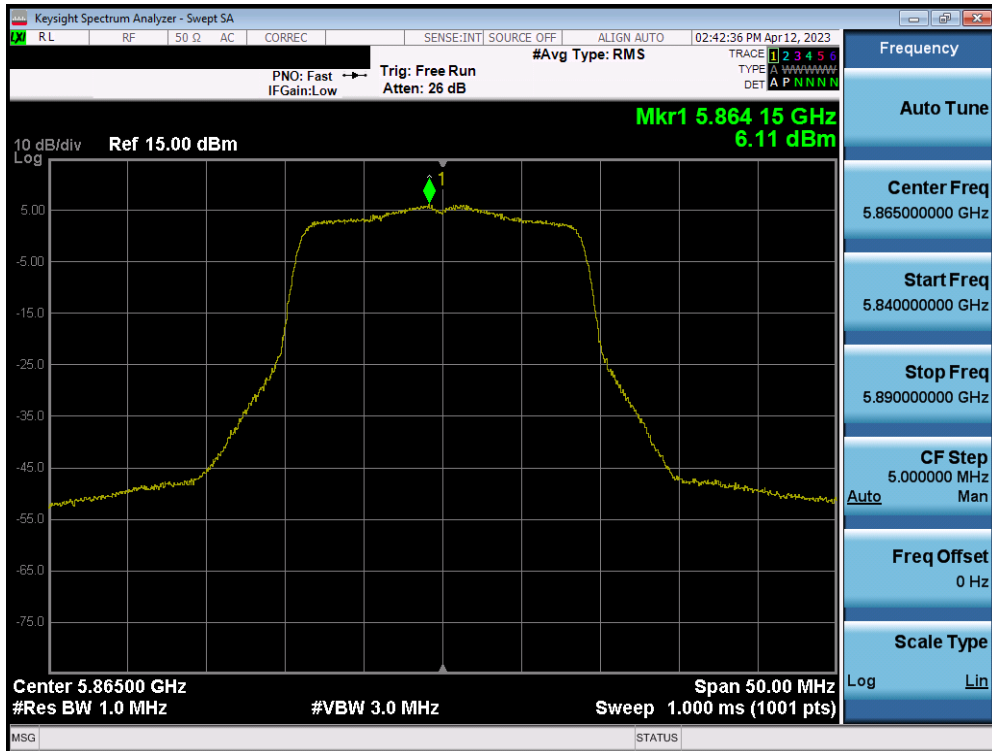 Keysight Spectrum Analyzer - Swept SA
LXI RL RF 50 Ω AC CORREC SENSE:INT SOURCE OFF ALIGN AUTO 02:42:36 PM Apr 12, 2023
#Avg Type: RMS
TRACE 1 2 3 4 5 6
PNO: Fast Trig: Free Run
TYPE A WWWWW
IFGain:Low Atten: 26 dB
DET A P N N N N
Mkr1 5.864 15 GHz
6.11 dBm
10 dB/div Ref 15.00 dBm
Log
1
5.00
-5.00
-15.0
-25.0
-35.0
-45.0
-55.0
-65.0
-75.0
Center 5.86500 GHz Span 50.00 MHz
#Res BW 1.0 MHz #VBW 3.0 MHz Sweep 1.000 ms (1001 pts)
MSG STATUS
Frequency
Auto Tune
Center Freq
5.865000000 GHz
Start Freq
5.840000000 GHz
Stop Freq
5.890000000 GHz
CF Step
5.000000 MHz
Auto Man
Freq Offset
0 Hz
Scale Type
Log Lin